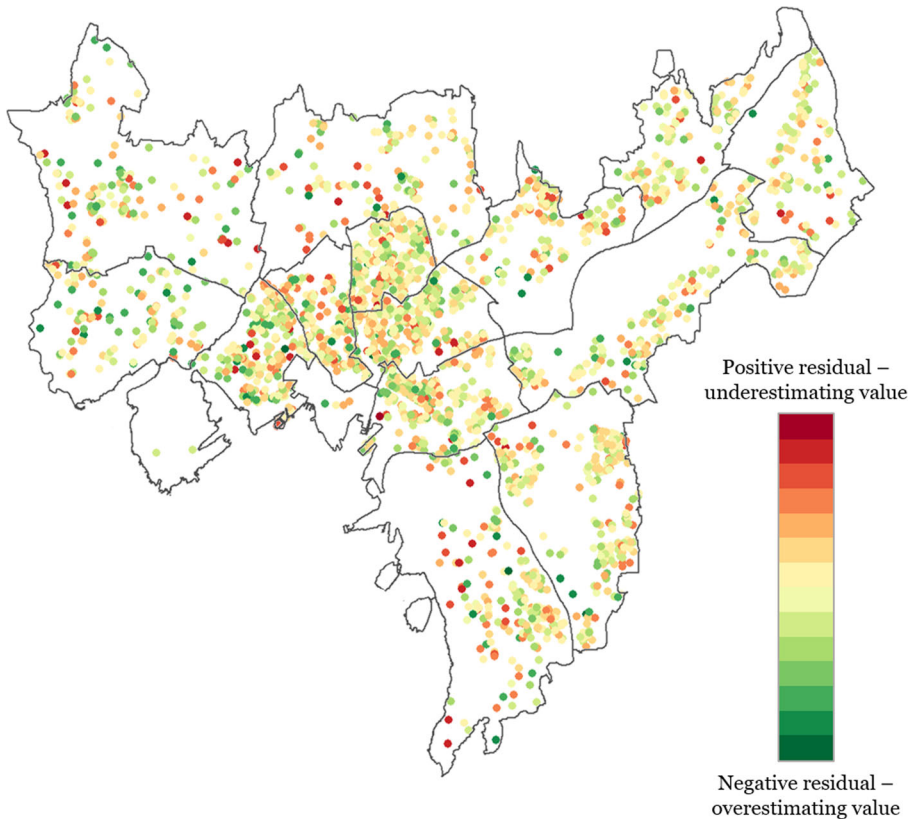 Positive residual –
underestimating value
Negative residual –
overestimating value